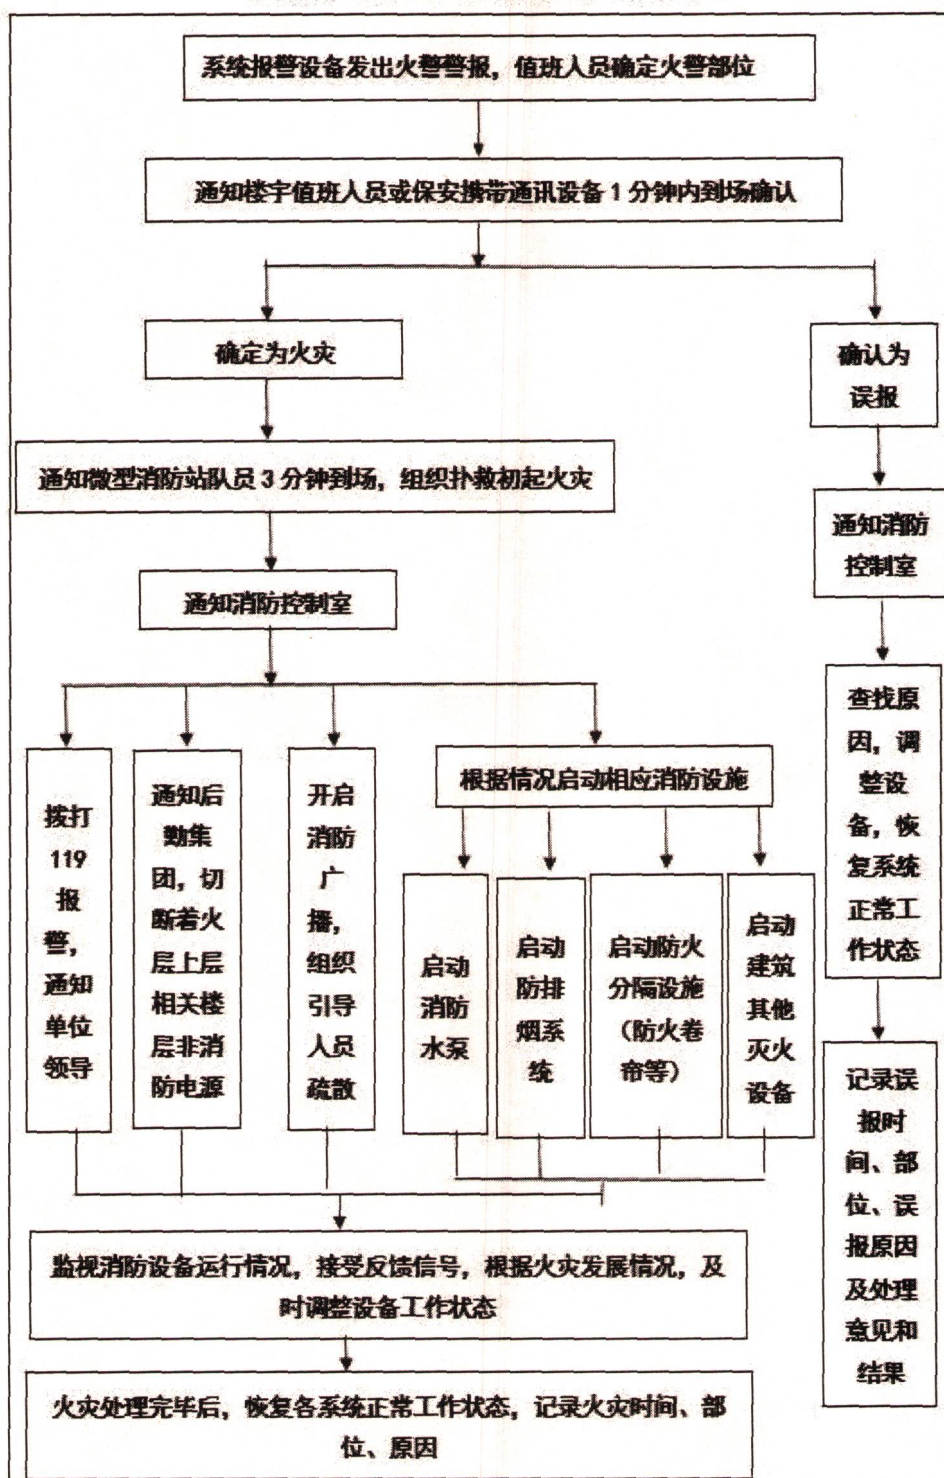 系统报警设备发出火警警报，值班人员确定火警部位
通知楼宇值班人员或保安携带通讯设备1分钟内到场确认
确定为火灾
确认为
误报
通知微型消防站队员3分钟到场，组织扑救初起火灾
通知消防
控制室
通知消防控制室
查找原
因，调
整设
备，恢
复系统
正常工
作状态
根据情况启动相应消防设施
拨打
119
报
警，
通知
单位
领导
通知后
勤集
团，切
断着火
层上层
相关楼
层非消
防电源
开启
消防
广
播，
组织
引导
人员
疏散
启动
消防
水泵
启动
防排
烟系
统
启动防火
分隔设施
（防火卷
帘等）
启动
建筑
其他
灭火
设备
记录误
报时
间、部
位、误
报原因
及处理
意见和
结果
监视消防设备运行情况，接受反馈信号，根据火灾发展情况，及
时调整设备工作状态
火灾处理完毕后，恢复各系统正常工作状态，记录火灾时间、部
位、原因